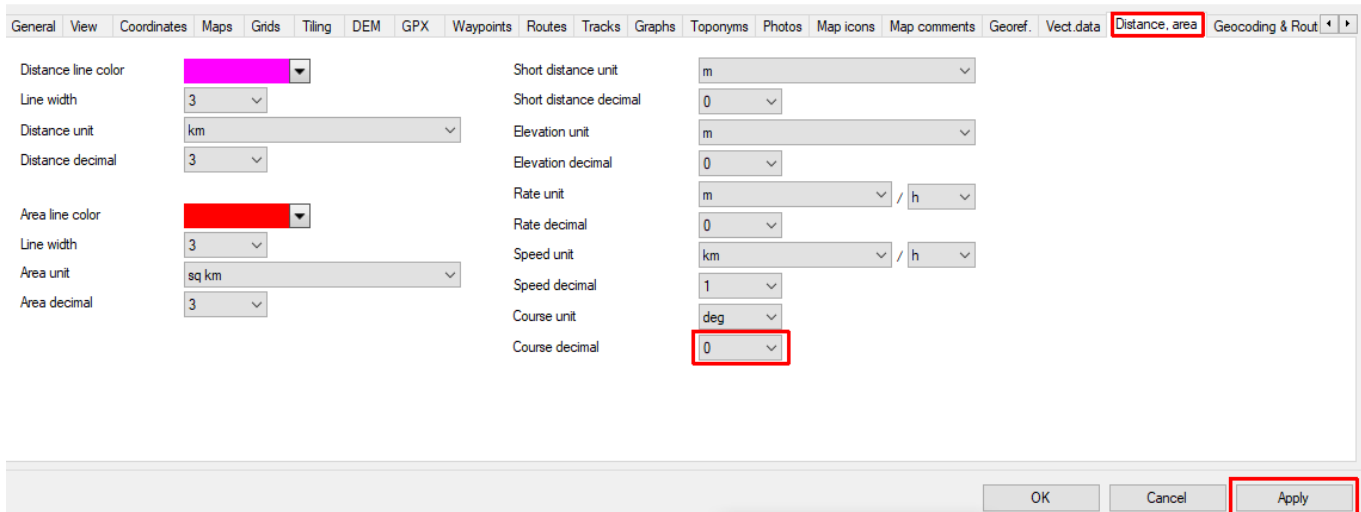 General View Coordinates Maps Grids Tiling DEM GPX Waypoints Routes Tracks Graphs Toponyms Photos Map icons Map comments Georef. Vect.data Distance, area Geocoding & Rout
Distance line color
Line width 3
Distance unit km
Distance decimal 3
Area line color
Line width 3
Area unit sq km
Area decimal 3
Short distance unit m
Short distance decimal 0
Elevation unit m
Elevation decimal 0
Rate unit m / h
Rate decimal 0
Speed unit km / h
Speed decimal 1
Course unit deg
Course decimal 0
OK Cancel Apply